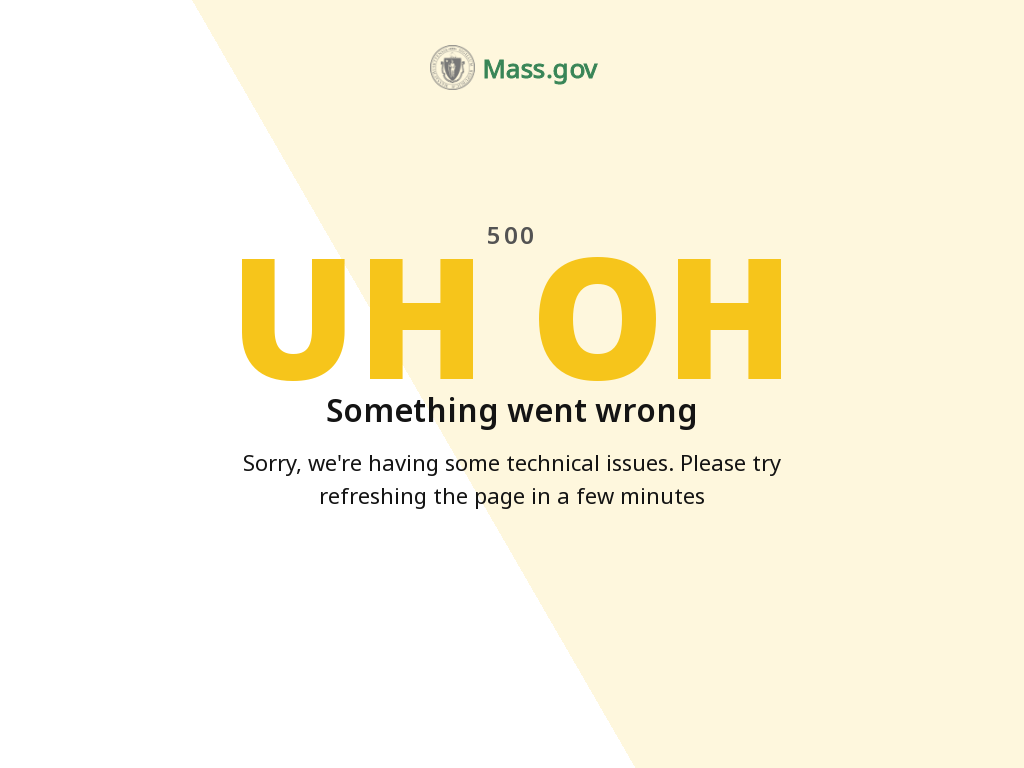 Mass.gov
500
UH OH
Something went wrong
Sorry, we're having some technical issues. Please try
refreshing the page in a few minutes